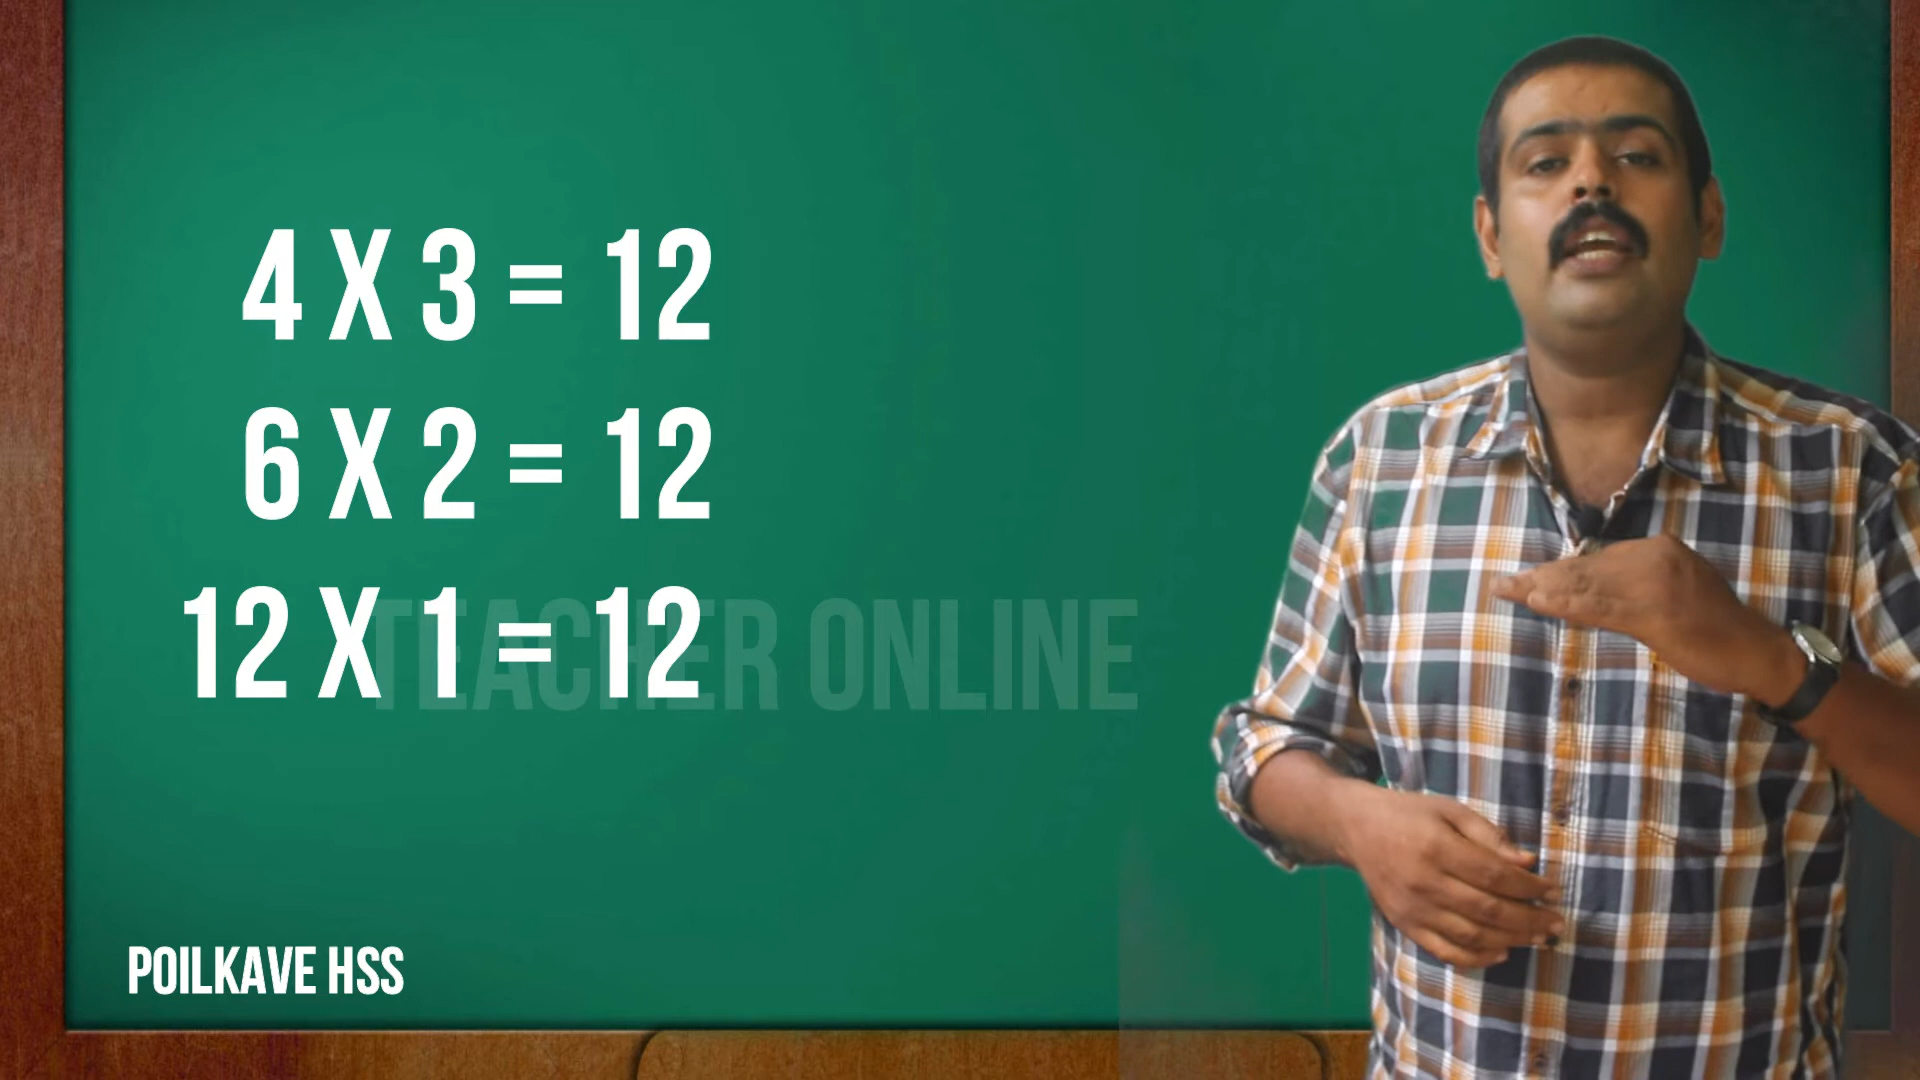 4 X 3 = 12
6 X 2 = 12
12 X 1 = 12
TEACHER ONLINE
POILKAVE HSS